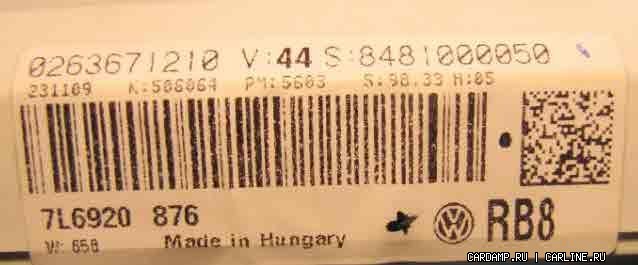 0263671210 V:44 S:8481000050
231109 K:506064 PM:5603 S:98.33 H:05
7L6920 876
W: 658 Made in Hungary
RB8
CARDAMP.RU | CARLINE.RU